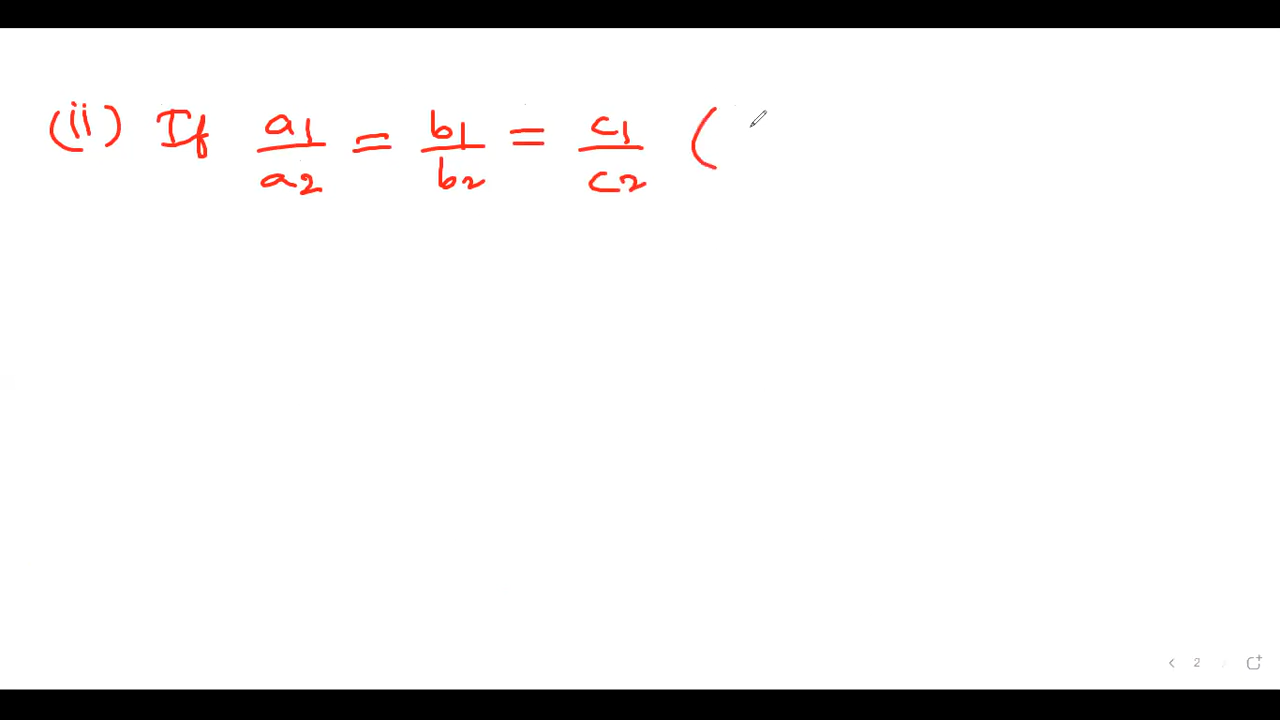 (ii) If a1/a2 = b1/b2 = c1/c2 (
2